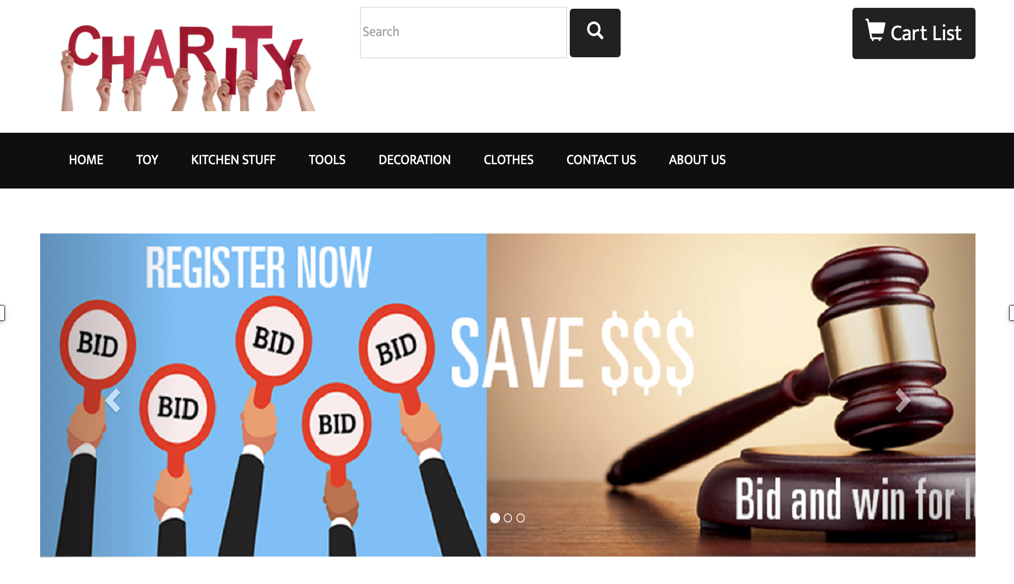 CHARITY
Search
Cart List
HOME TOY KITCHEN STUFF TOOLS DECORATION CLOTHES CONTACT US ABOUT US
REGISTER NOW
SAVE $$$
BID
BID
BID
BID
BID
Bid and win for